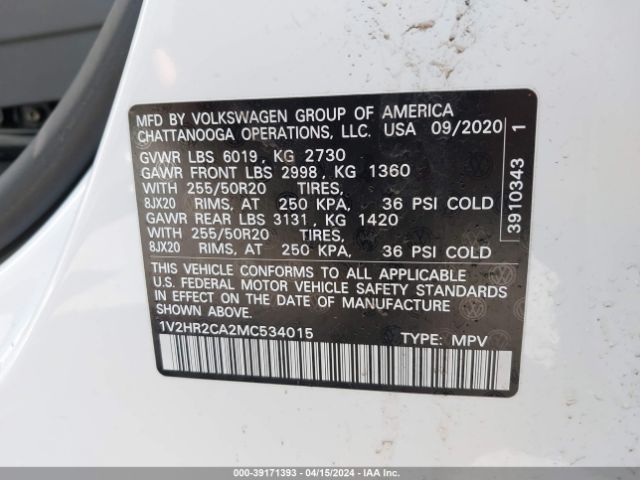 MFD BY VOLKSWAGEN GROUP OF AMERICA
CHATTANOOGA OPERATIONS, LLC. USA 09/2020
GVWR LBS 6019, KG 2730
GAWR FRONT LBS 2998, KG 1360
WITH 255/50R20 TIRES,
8JX20 RIMS, AT 250 KPA, 36 PSI COLD
GAWR REAR LBS 3131, KG 1420
WITH 255/50R20 TIRES,
8JX20 RIMS, AT 250 KPA, 36 PSI COLD
THIS VEHICLE CONFORMS TO ALL APPLICABLE
U.S. FEDERAL MOTOR VEHICLE SAFETY STANDARDS
IN EFFECT ON THE DATE OF MANUFACTURE
SHOWN ABOVE.
1V2HR2CA2MC534015 TYPE: MPV
3910343 1
000-39171393 - 04/15/2024 - IAAI.COM